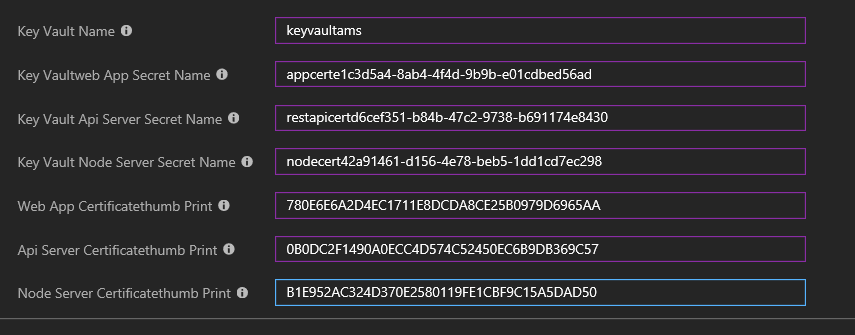 Key Vault Name keyvaultams
Key Vaultweb App Secret Name appcerte1c3d5a4-8ab4-4f4d-9b9b-e01cdbed56ad
Key Vault Api Server Secret Name restapicertd6cef351-b84b-47c2-9738-b691174e8430
Key Vault Node Server Secret Name nodecert42a91461-d156-4e78-beb5-1dd1cd7ec298
Web App Certificatethumb Print 780E6E6A2D4EC1711E8DCDA8CE25B0979D6965AA
Api Server Certificatethumb Print 0B0DC2F1490A0ECC4D574C52450EC6B9DB369C57
Node Server Certificatethumb Print B1E952AC324D370E2580119FE1CBF9C15A5DAD50